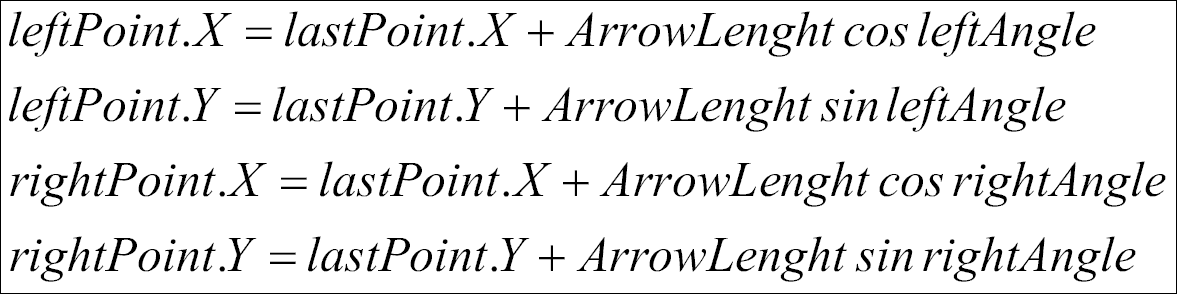 leftPoint.X = lastPoint.X + ArrowLenght cos leftAngle
leftPoint.Y = lastPoint.Y + ArrowLenght sin leftAngle
rightPoint.X = lastPoint.X + ArrowLenght cos rightAngle
rightPoint.Y = lastPoint.Y + ArrowLenght sin rightAngle